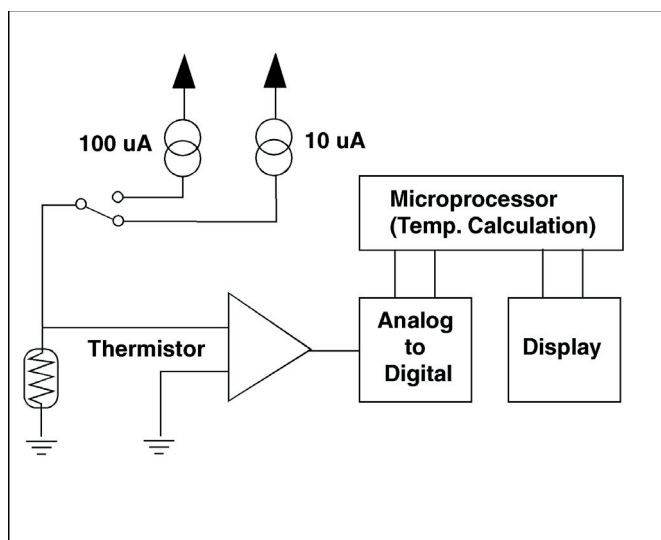 100 uA
10 uA
Microprocessor
(Temp. Calculation)
Thermistor
Analog
to
Digital
Display